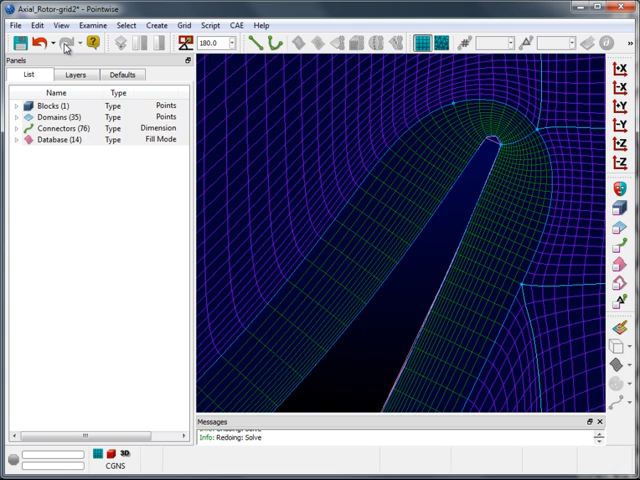 Axial_Rotor-grid2* - Pointwise
File Edit View Examine Select Create Grid Script CAE Help
180.0
Panels
List Layers Defaults
Name Type
Blocks (1) Type Points
Domains (35) Type Points
Connectors (76) Type Dimension
Database (14) Type Fill Mode
+X
-X
+Y
-Y
+Z
-Z
Messages
Info: Redoing: Solve
3D
CGNS